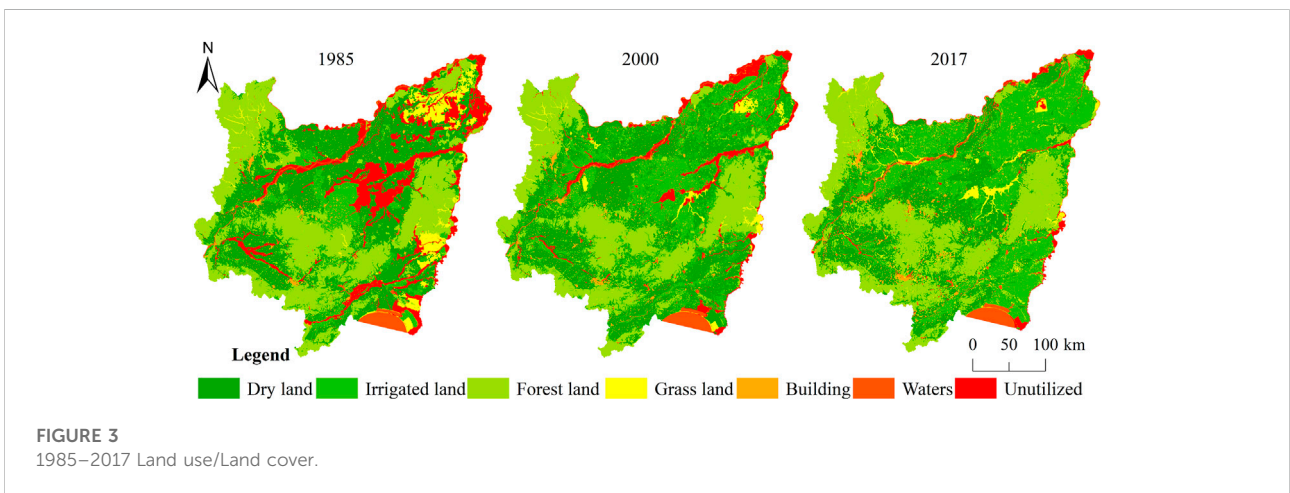 N
1985
2000
2017
0 50 100 km
Legend
Dry land Irrigated land Forest land Grass land Building Waters Unutilized
FIGURE 3
1985–2017 Land use/Land cover.